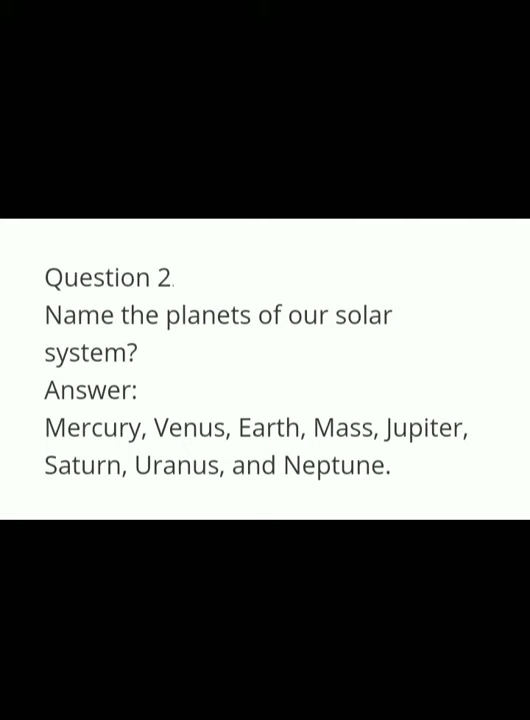 Question 2.
Name the planets of our solar
system?
Answer:
Mercury, Venus, Earth, Mass, Jupiter,
Saturn, Uranus, and Neptune.